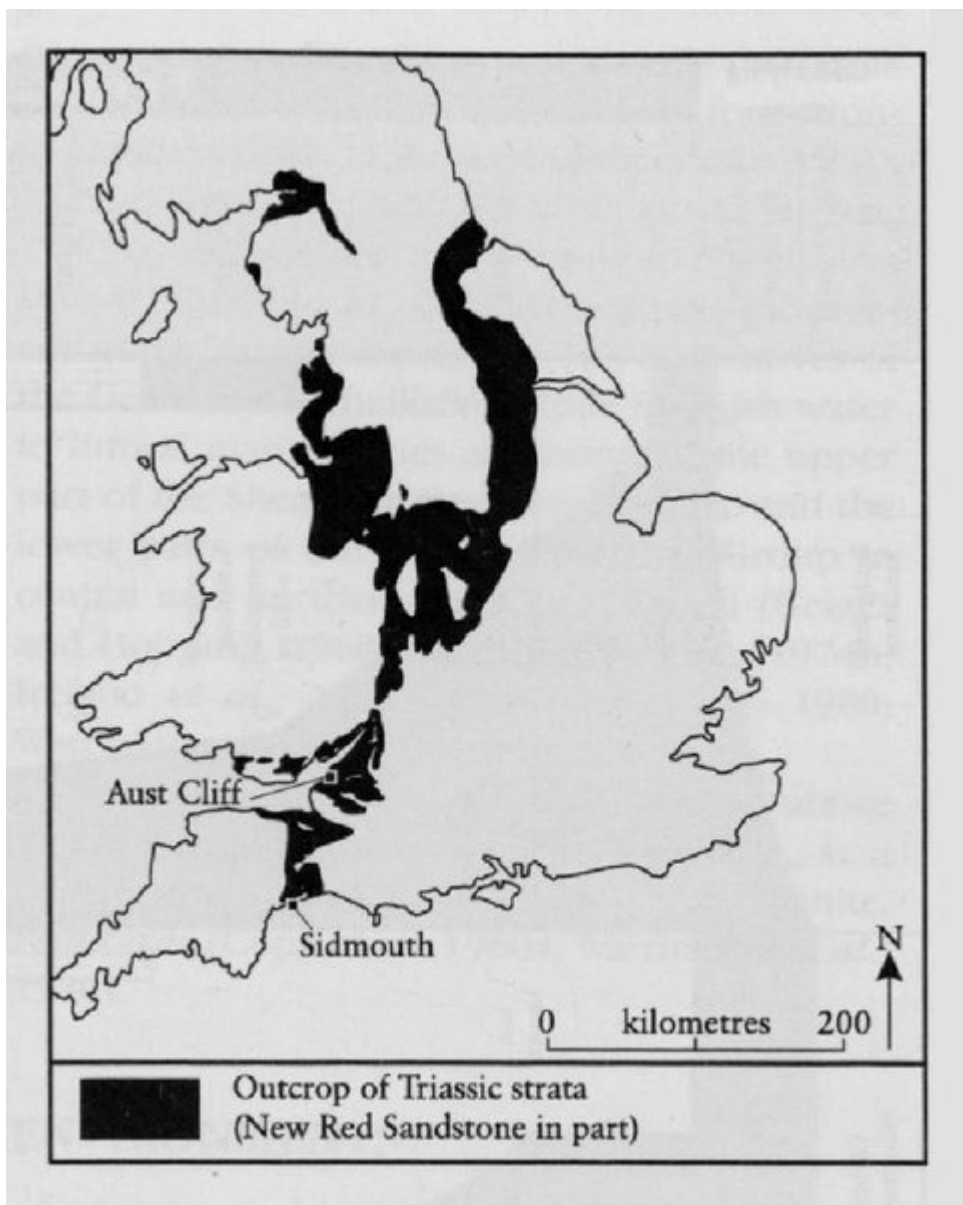 Aust Cliff
Sidmouth
N
0 kilometres 200
Outcrop of Triassic strata
(New Red Sandstone in part)